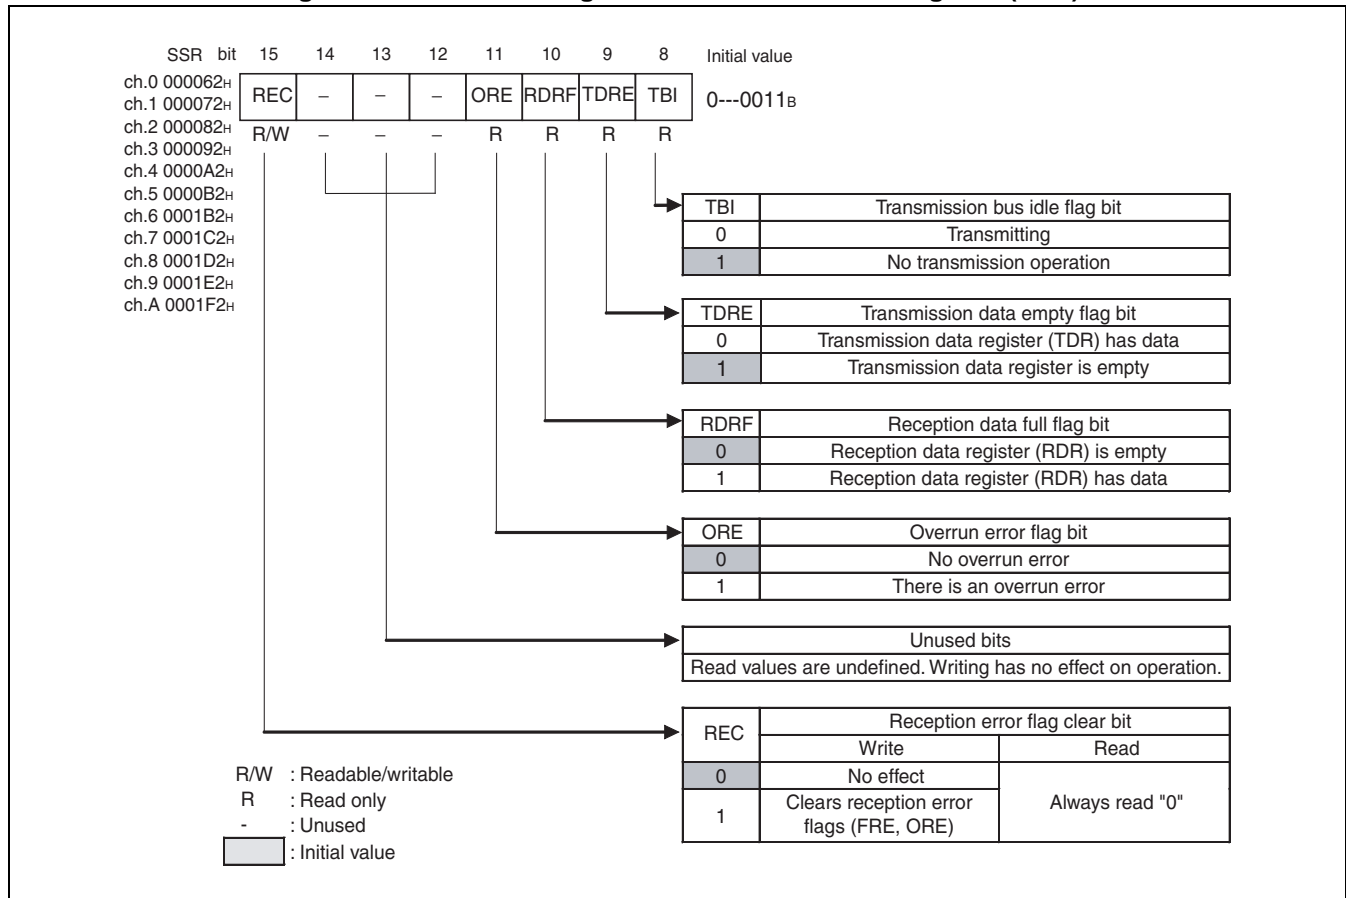 SSR bit 15 14 13 12 11 10 9 8 Initial value
ch.0 000062H
ch.1 000072H
ch.2 000082H
ch.3 000092H
ch.4 0000A2H
ch.5 0000B2H
ch.6 0001B2H
ch.7 0001C2H
ch.8 0001D2H
ch.9 0001E2H
ch.A 0001F2H
REC – – – ORE RDRF TDRE TBI 0---0011B
R/W – – – R R R R
TBI Transmission bus idle flag bit
0 Transmitting
1 No transmission operation
TDRE Transmission data empty flag bit
0 Transmission data register (TDR) has data
1 Transmission data register is empty
RDRF Reception data full flag bit
0 Reception data register (RDR) is empty
1 Reception data register (RDR) has data
ORE Overrun error flag bit
0 No overrun error
1 There is an overrun error
Unused bits
Read values are undefined. Writing has no effect on operation.
REC Reception error flag clear bit
Write Read
0 No effect
1 Clears reception error
flags (FRE, ORE)
Always read "0"
R/W : Readable/writable
R : Read only
- : Unused
: Initial value